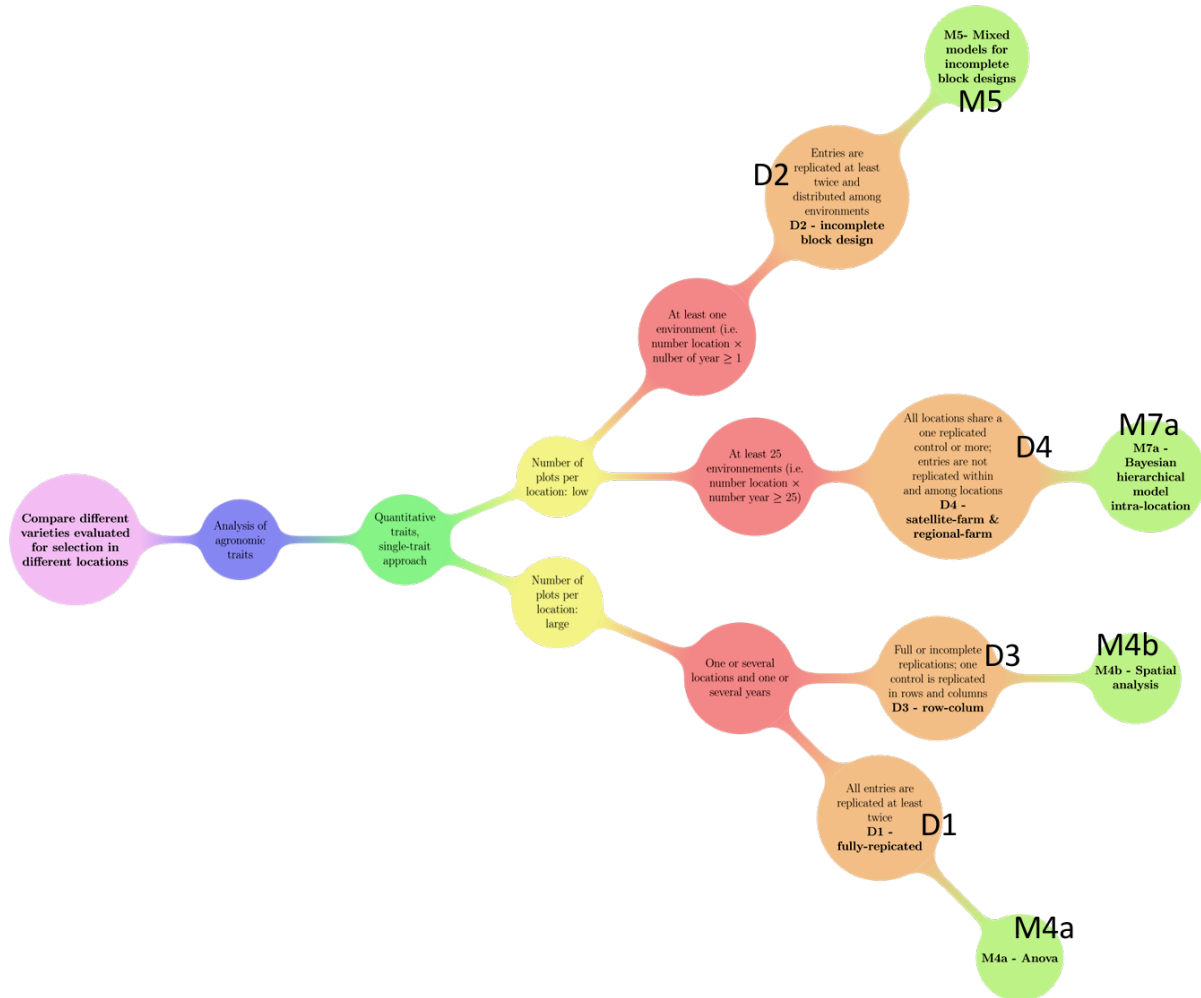 M5- Mixed
models for
incomplete
block designs
M5
Entries are
replicated at least
twice and
distributed among
environments
D2 - incomplete
block design
D2
At least one
environment (i.e.
number location ×
nulber of year ≥ 1
All locations share a
one replicated
control or more;
entries are not
replicated within
and among locations
D4 -
satellite-farm &
regional-farm
D4
M7a
M7a -
Bayesian
hierarchical
model
intra-location
Number of
plots per
location: low
At least 25
environnements (i.e.
number location ×
number year ≥ 25)
Compare different
varieties evaluated
for selection in
different locations
Analysis of
agronomic
traits
Quantitative
traits,
single-trait
approach
Number of
plots per
location:
large
One or several
locations and one or
several years
Full or incomplete
replications; one
control is replicated
in rows and columns
D3 - row-colum
D3
M4b
M4b - Spatial
analysis
All entries are
replicated at least
twice
D1 -
fully-repicated
D1
M4a
M4a - Anova